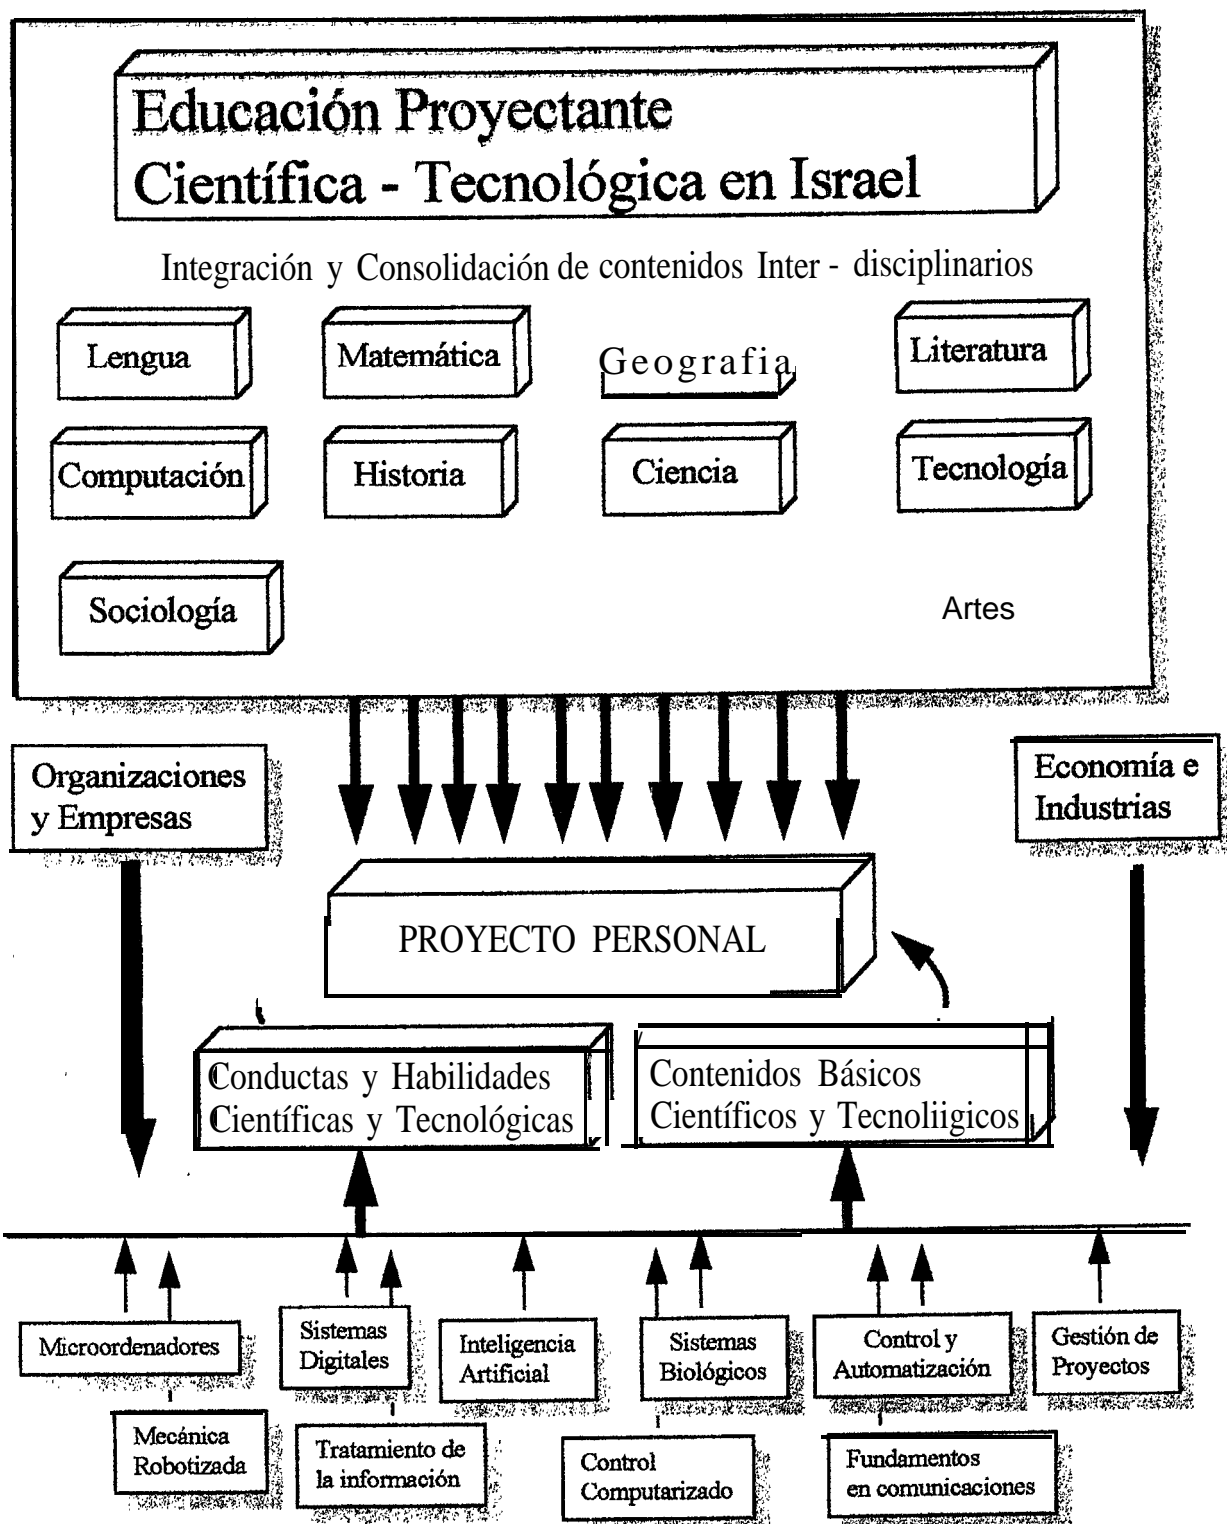 Educación Proyectante
Científica - Tecnológica en Israel
Integración y Consolidación de contenidos Inter - disciplinarios
Lengua
Matemática
Geografia
Literatura
Computación
Historia
Ciencia
Tecnología
Sociología
Artes
Organizaciones
y Empresas
Economía e
Industrias
PROYECTO PERSONAL
Conductas y Habilidades
Científicas y Tecnológicas
Contenidos Básicos
Científicos y Tecnoliigicos
Microordenadores
Sistemas
Digitales
Inteligencia
Artificial
Sistemas
Biológicos
Control y
Automatización
Gestión de
Proyectos
Mecánica
Robotizada
Tratamiento de
la información
Control
Computarizado
Fundamentos
en comunicaciones